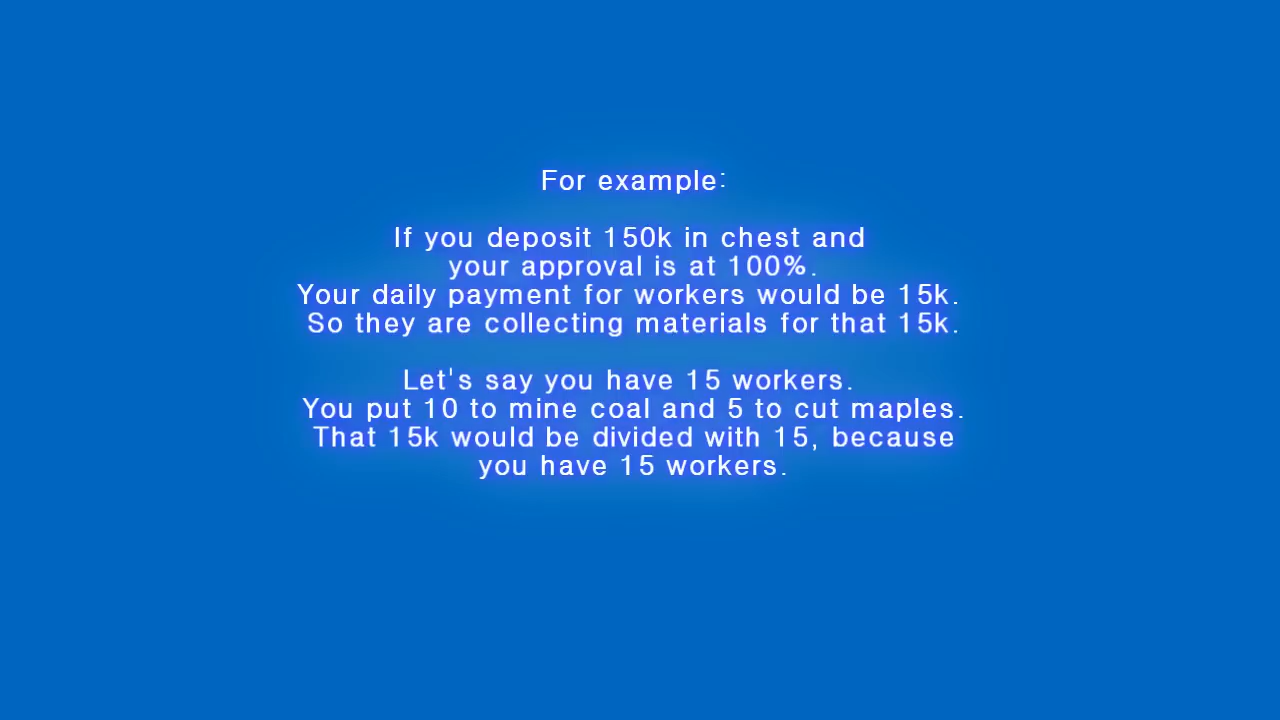 For example:
If you deposit 150k in chest and
your approval is at 100%.
Your daily payment for workers would be 15k.
So they are collecting materials for that 15k.
Let's say you have 15 workers.
You put 10 to mine coal and 5 to cut maples.
That 15k would be divided with 15, because
you have 15 workers.